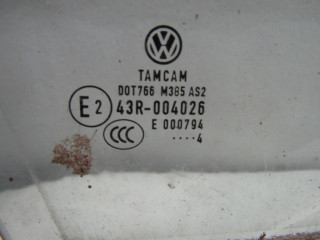 VW
TAMCAM
DOT766 M385 AS2
E2 43R-004026
CCC E 000794
....4